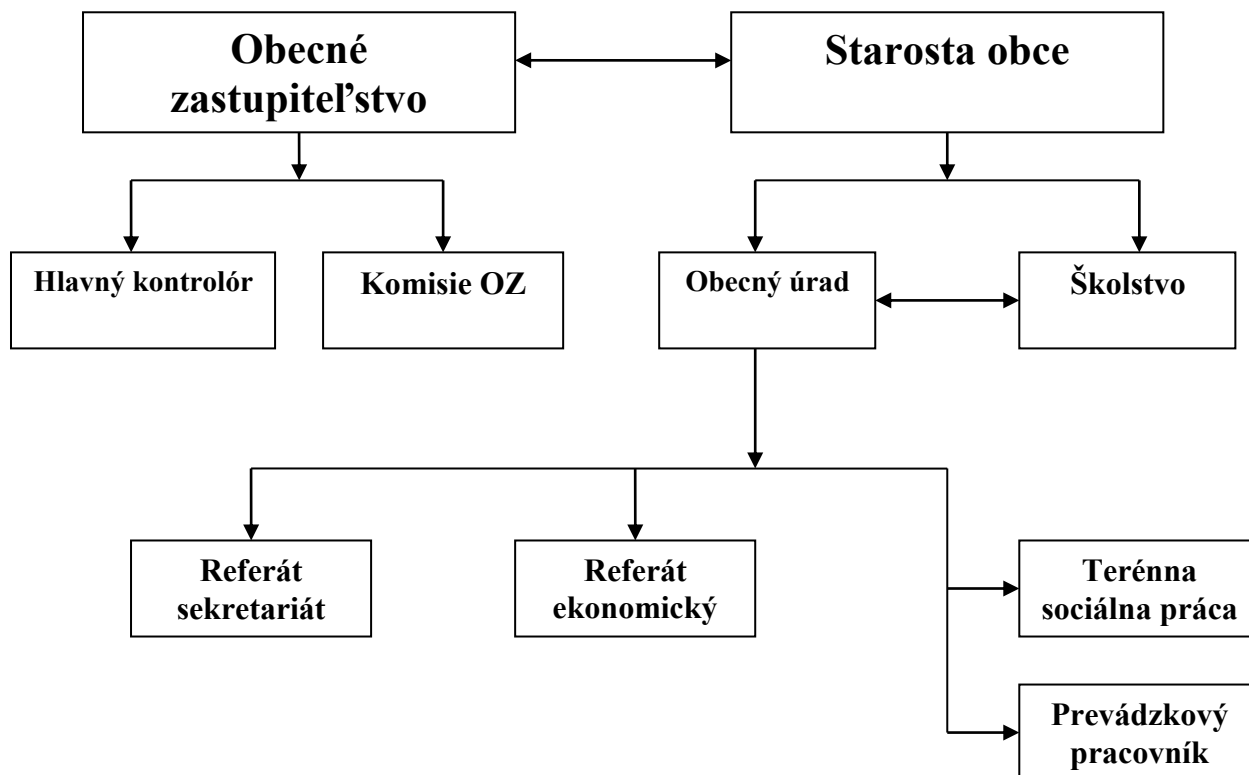 Obecné
zastupiteľstvo
Starosta obce
Hlavný kontrolór
Komisie OZ
Obecný úrad
Školstvo
Referát
sekretariát
Referát
ekonomický
Terénna
sociálna práca
Prevádzkový
pracovník